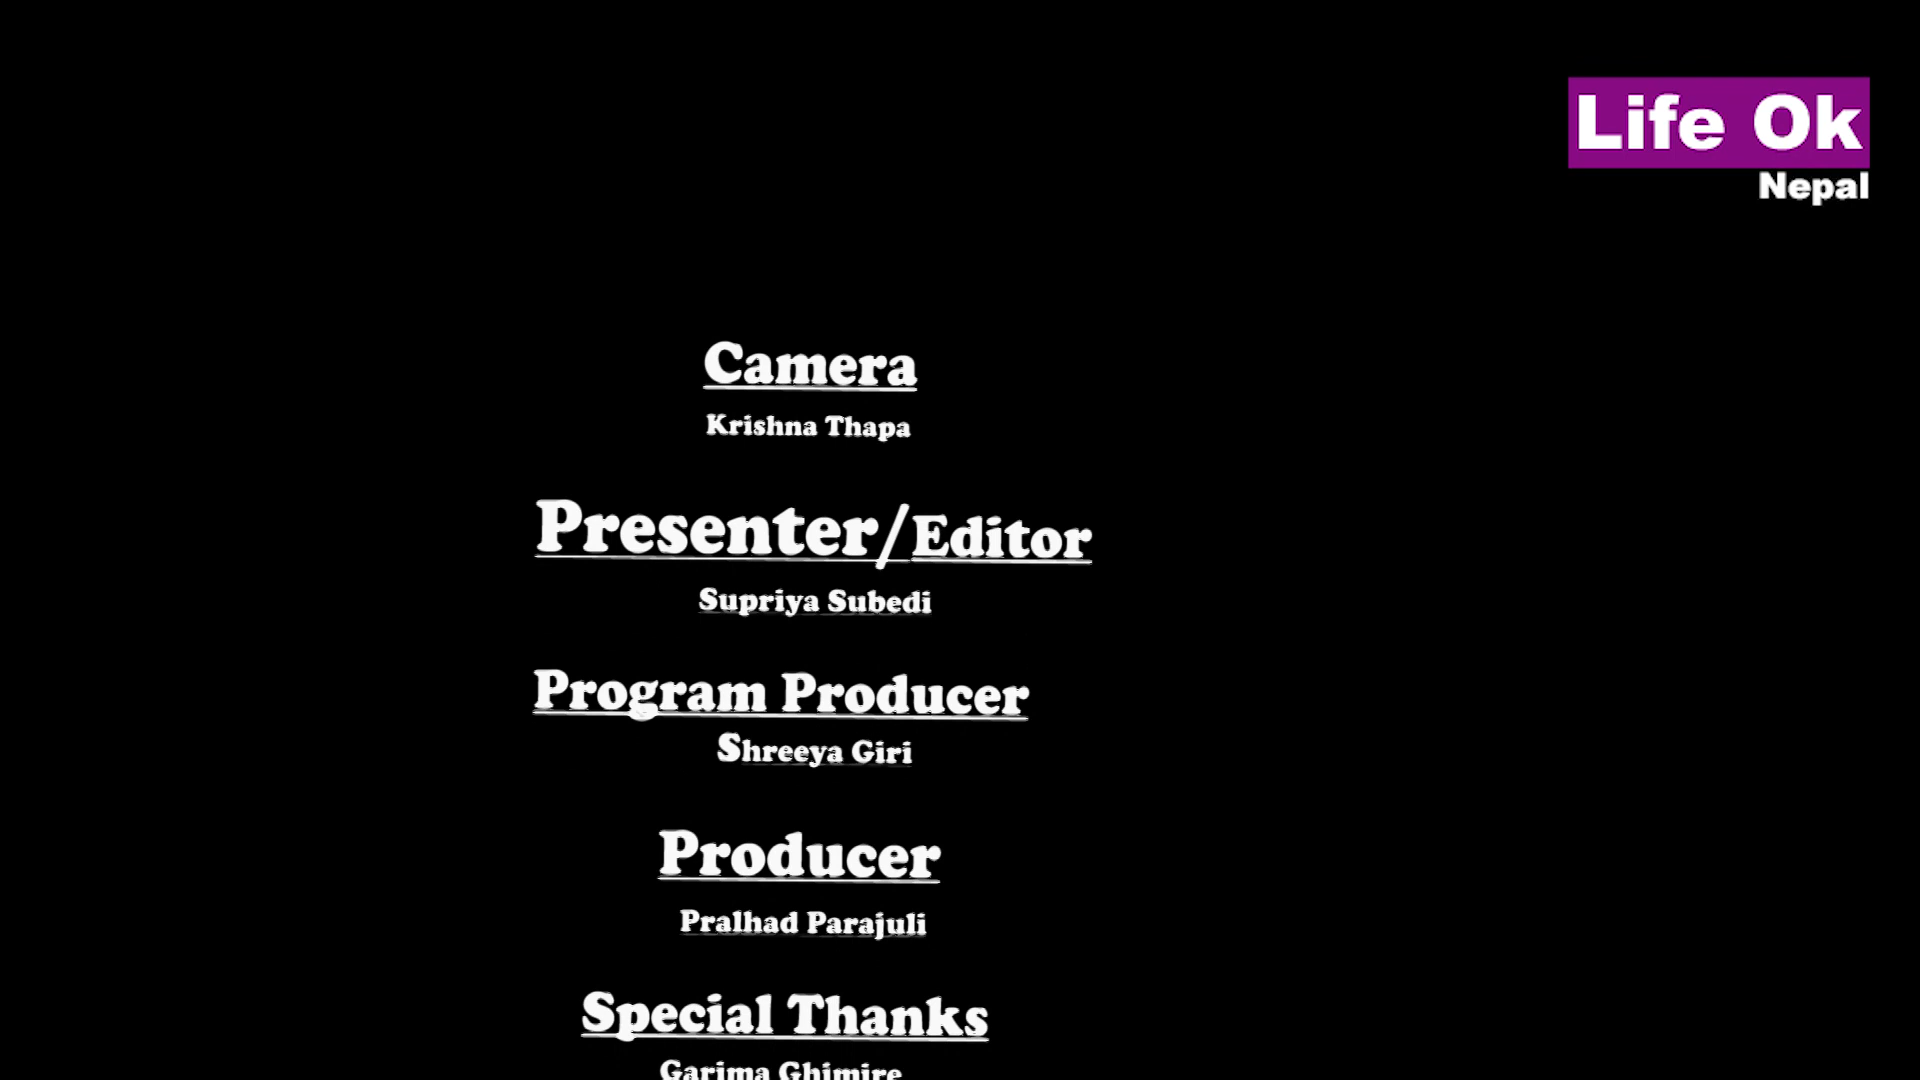 Life Ok
Nepal
Camera
Krishna Thapa
Presenter/Editor
Supriya Subedi
Program Producer
Shreeya Giri
Producer
Pralhad Parajuli
Special Thanks
Garima Ghimire